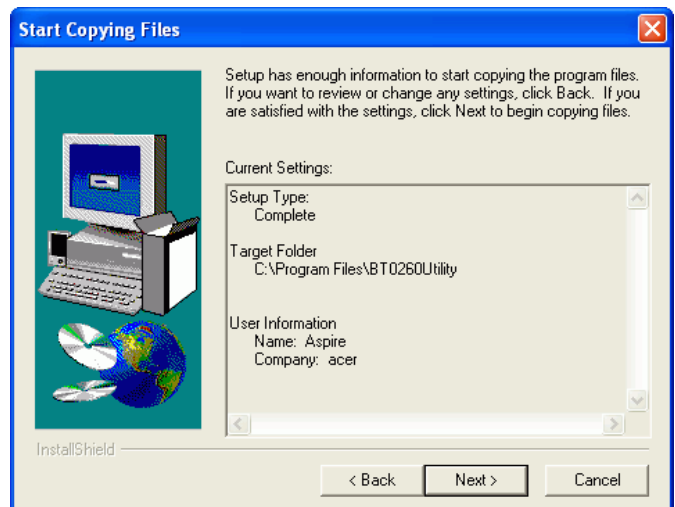 Start Copying Files
Setup has enough information to start copying the program files.
If you want to review or change any settings, click Back. If you
are satisfied with the settings, click Next to begin copying files.
Current Settings:
Setup Type:
Complete
Target Folder
C:\Program Files\BT0260Utility
User Information
Name: Aspire
Company: acer
InstallShield
< Back
Next >
Cancel